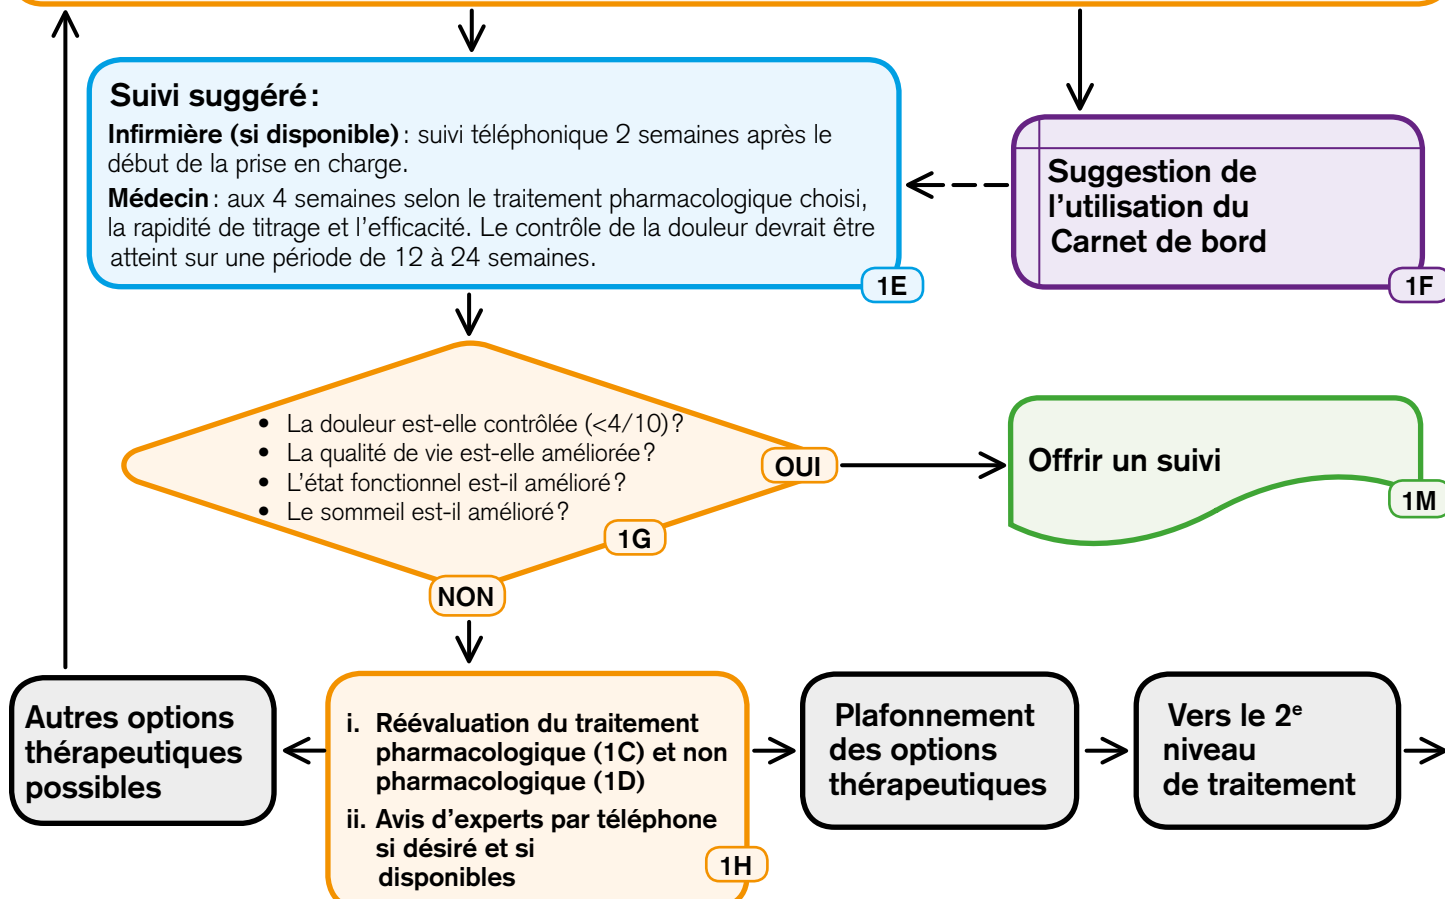 Suivi suggéré :
Infirmière (si disponible) : suivi téléphonique 2 semaines après le
début de la prise en charge.
Médecin : aux 4 semaines selon le traitement pharmacologique choisi,
la rapidité de titrage et l'efficacité. Le contrôle de la douleur devrait être
atteint sur une période de 12 à 24 semaines.
1E
Suggestion de
l'utilisation du
Carnet de bord
1F
• La douleur est-elle contrôlée (<4/10) ?
• La qualité de vie est-elle améliorée ?
• L'état fonctionnel est-il amélioré ?
• Le sommeil est-il amélioré ?
1G
OUI
Offrir un suivi
1M
NON
Autres options
thérapeutiques
possibles
i. Réévaluation du traitement
pharmacologique (1C) et non
pharmacologique (1D)
ii. Avis d'experts par téléphone
si désiré et si
disponibles
1H
Plafonnement
des options
thérapeutiques
Vers le 2e
niveau
de traitement